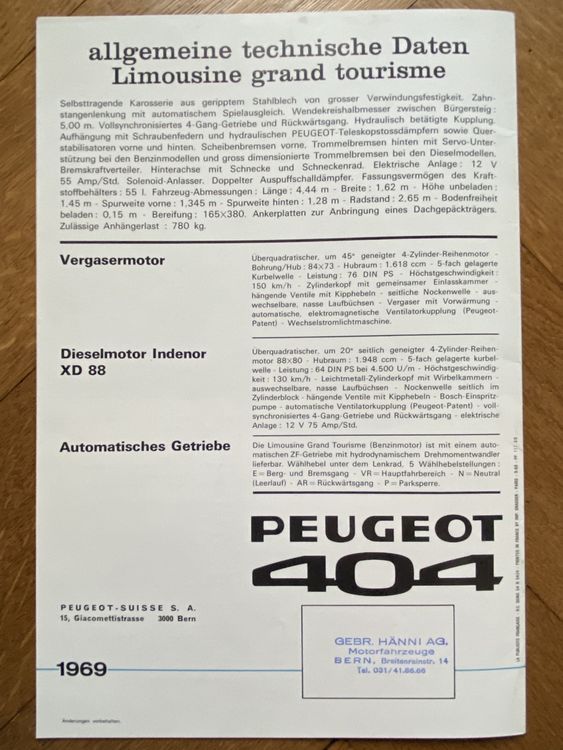 allgemeine technische Daten
Limousine grand tourisme
Selbsttragende Karosserie aus geripptem Stahlblech von grosser Verwindungsfestigkeit. Zahn-
stangenlenkung mit automatischem Spielausgleich. Wendekreishalbmesser zwischen Bürgersteig :
5,00 m. Vollsynchronisiertes 4-Gang-Getriebe und Rückwärtsgang. Hydraulisch betätigte Kupplung.
Aufhängung mit Schraubenfedern und hydraulischen PEUGEOT-Teleskopstossdämpfern sowie Quer-
stabilisatoren vorne und hinten. Scheibenbremsen vorne, Trommelbremsen hinten mit Servo-Unter-
stützung bei den Benzinmodellen und gross dimensionierte Trommelbremsen bei den Dieselmodellen.
Bremskraftverteiler. Hinterachse mit Schnecke und Schneckenrad. Elektrische Anlage : 12 V
55 Amp/Std. Solenoid-Anlasser. Doppelter Auspuffschalldämpfer. Fassungsvermögen des Kraft-
stoffbehälters : 55 l. Fahrzeug-Abmessungen : Länge : 4,44 m - Breite : 1,62 m - Höhe unbeladen :
1,45 m - Spurweite vorne : 1,345 m - Spurweite hinten : 1,28 m - Radstand : 2,65 m - Bodenfreiheit
beladen : 0,15 m - Bereifung : 165X380. Ankerplatten zur Anbringung eines Dachgepäckträgers.
Zulässige Anhängerlast : 780 kg.
Vergasermotor
Überquadratischer, um 45° geneigter 4-Zylinder-Reihenmotor -
Bohrung/Hub : 84×73 - Hubraum : 1.618 ccm - 5-fach gelagerte
Kurbelwelle - Leistung : 76 DIN PS - Höchstgeschwindigkeit :
150 km/h - Zylinderkopf mit gemeinsamer Einlasskammer -
hängende Ventile mit Kipphebeln - seitliche Nockenwelle - aus-
wechselbare, nasse Laufbüchsen - Vergaser mit Vorwärmung -
automatische, elektromagnetische Ventilatorkupplung (Peugeot-
Patent) - Wechselstromlichtmaschine.
Dieselmotor Indenor
XD 88
Überquadratischer, um 20° seitlich geneigter 4-Zylinder-Reihen-
motor 88×80 - Hubraum : 1.948 ccm - 5-fach gelagerte kurbel-
welle - Leistung : 64 DIN PS bei 4.500 U/m - Höchstgeschwindig-
keit : 130 km/h - Leichtmetall-Zylinderkopf mit Wirbelkammern -
auswechselbare, nasse Laufbüchsen - Nockenwelle seitlich im
Zylinderblock - hängende Ventile mit Kipphebeln - Bosch-Einspritz-
pumpe - automatische Ventilatorkupplung (Peugeot-Patent) - voll-
synchronisiertes 4-Gang-Getriebe und Rückwärtsgang - elektrische
Anlage : 12 V 75 Amp/Std.
Automatisches Getriebe
Die Limousine Grand Tourisme (Benzinmotor) ist mit einem auto-
matischen ZF-Getriebe mit hydrodynamischem Drehmomentwandler
lieferbar. Wählhebel unter dem Lenkrad. 5 Wählhebelstellungen :
E = Berg- und Bremsgang - VR = Hauptfahrbereich - N = Neutral
(Leerlauf) - AR = Rückwärtsgang - P = Parksperre.
PEUGEOT
404
PEUGEOT-SUISSE S. A.
15, Giacomettistrasse 3000 Bern
GEBR. HÄNNI AG.
Motorfahrzeuge
BERN, Breitenrainstr. 14
Tel. 031/41.86.66
1969
Änderungen vorbehalten.
LA PUBLICITÉ FRANÇAISE